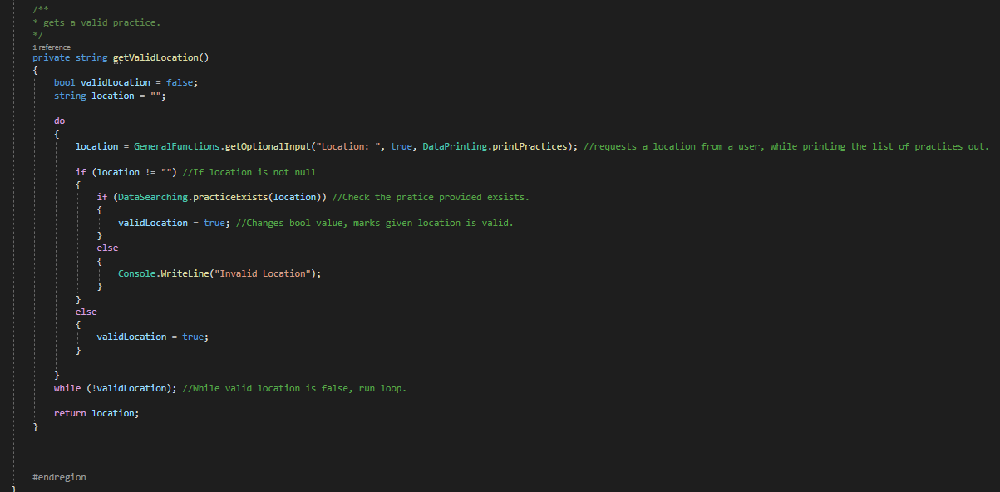 /**
* gets a valid practice.
*/
1 reference
private string getValidLocation()
{
bool validLocation = false;
string location = "";
do
{
location = GeneralFunctions.getOptionalInput("Location: ", true, DataPrinting.printPractices); //requests a location from a user, while printing the list of practices out.
if (location != "") //If location is not null
{
if (DataSearching.practiceExists(location)) //Check the pratice provided exsists.
{
validLocation = true; //Changes bool value, marks given location is valid.
}
else
{
Console.WriteLine("Invalid Location");
}
}
else
{
validLocation = true;
}
}
while (!validLocation); //While valid location is false, run loop.
return location;
}
#endregion
}